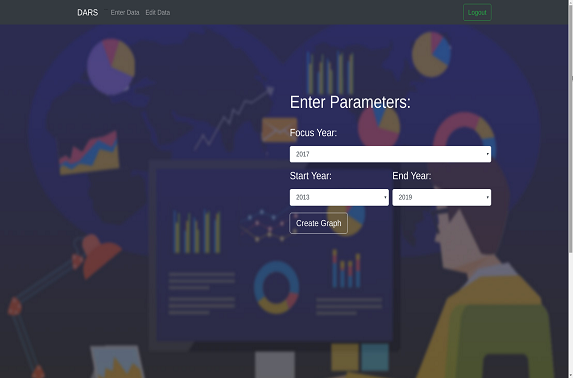 DARS Enter Data Edit Data Logout
Enter Parameters:
Focus Year:
2017
Start Year: End Year:
2013 2019
Create Graph